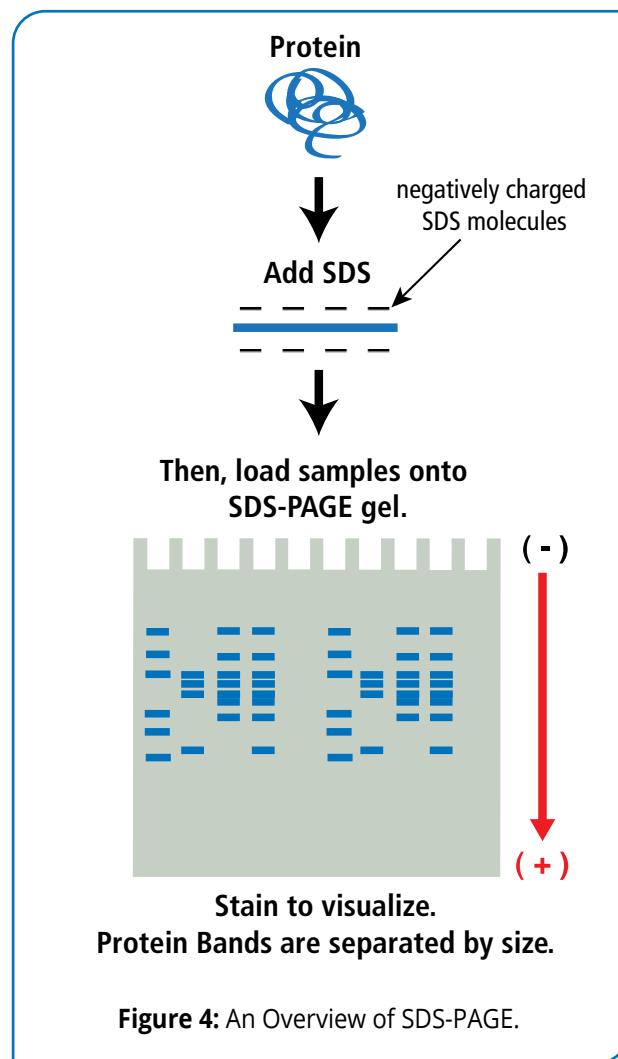 Protein
negatively charged
SDS molecules
Add SDS
Then, load samples onto
SDS-PAGE gel.
( - )
( + )
Stain to visualize.
Protein Bands are separated by size.
Figure 4: An Overview of SDS-PAGE.